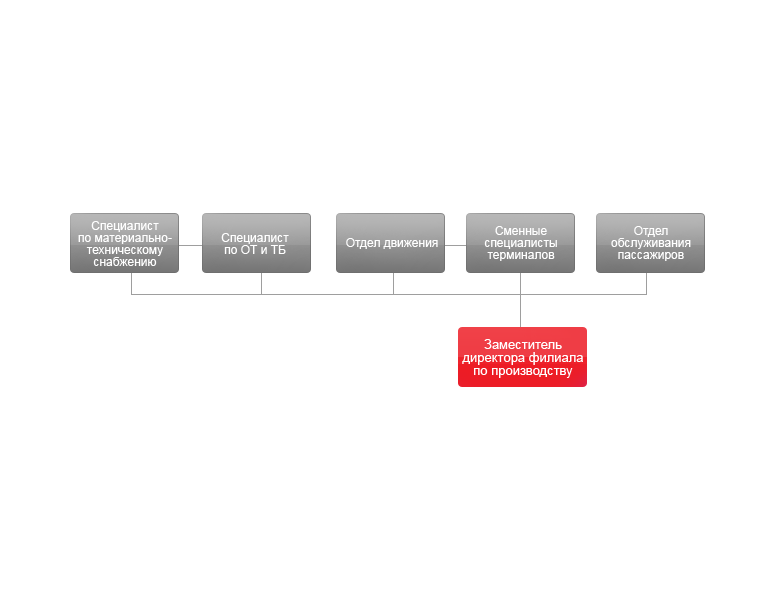 Специалист
по материально-
техническому
снабжению
Специалист
по ОТ и ТБ
Отдел движения
Сменные
специалисты
терминалов
Отдел
обслуживания
пассажиров
Заместитель
директора филиала
по производству